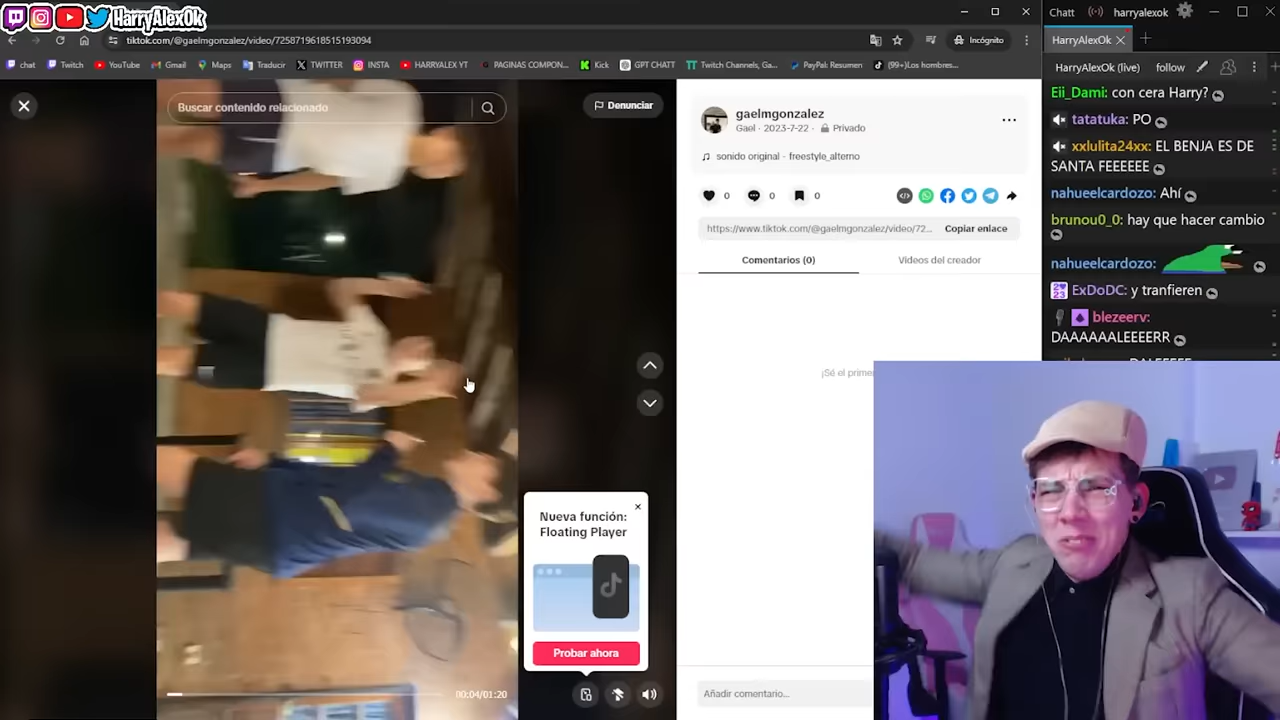 HarryAlexOk
tiktok.com/@gaelmgonzalez/video/7258719618515193094
Incógnito
chat
Twitch
YouTube
Gmail
Maps
Traducir
TWITTER
INSTA
HARRYALEX YT
PAGINAS COMPON...
Kick
GPT CHATT
Twitch Channels, Ga...
PayPal: Resumen
(99+)Los hombres...
Buscar contenido relacionado
Denunciar
00:04/01:20
Nueva función:
Floating Player
Probar ahora
gaelmgonzalez
Gael · 2023-7-22 · Privado
sonido original - freestyle_alterno
0
0
0
https://www.tiktok.com/@gaelmgonzalez/video/72...
Copiar enlace
Comentarios (0)
Videos del creador
¡Sé el prime
Añadir comentario...
Chatt
harryalexok
HarryAlexOk
HarryAlexOk (live)
follow
Eii_Dami: con cera Harry?
tatatuka: PO
xxlulita24xx: EL BENJA ES DE
SANTA FEEEEEE
nahueelcardozo: Ahí
brunou0_0: hay que hacer cambio
nahueelcardozo:
ExDoDC: y tranfieren
blezeerv:
DAAAAALEEEERR